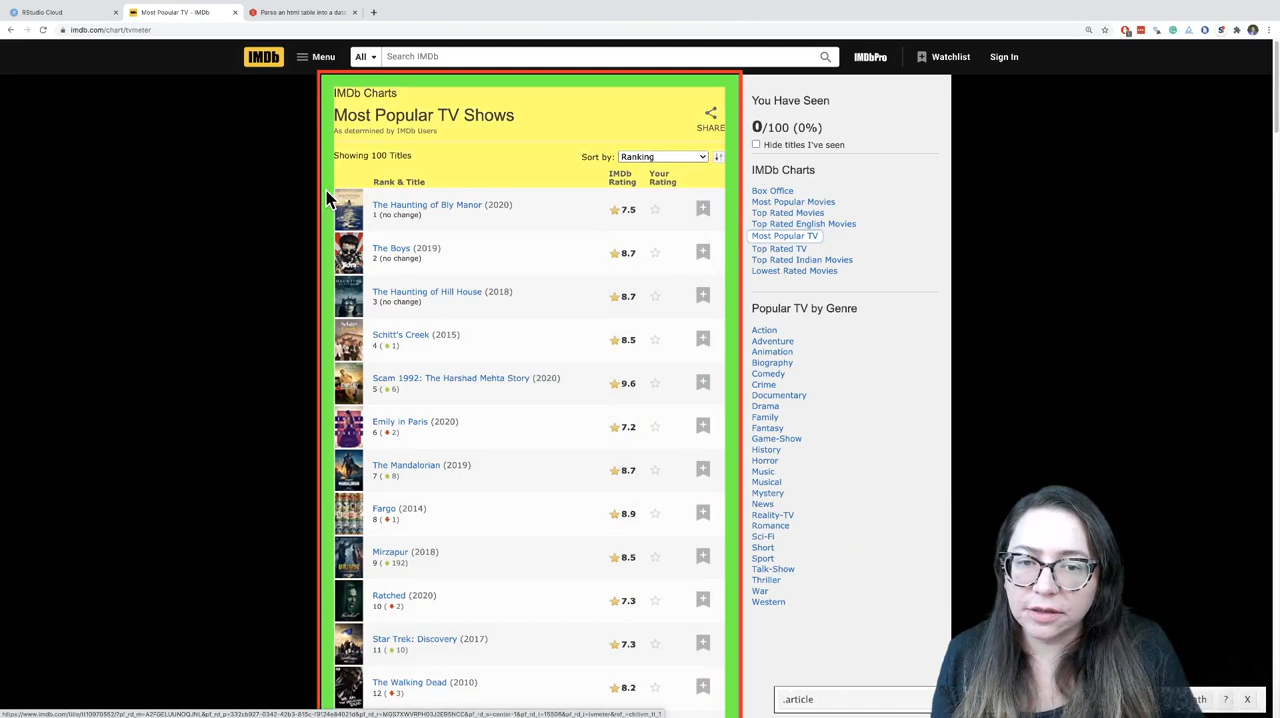 RStudio Cloud
Most Popular TV - IMDb
Parse an html table into a data
imdb.com/chart/tvmeter
IMDb
Menu
All
Search IMDb
IMDbPro
Watchlist
Sign In
IMDb Charts
Most Popular TV Shows
As determined by IMDb Users
SHARE
Showing 100 Titles
Sort by:
Ranking
Rank & Title
IMDb Rating
Your Rating
The Haunting of Bly Manor (2020)
1 (no change)
7.5
The Boys (2019)
2 (no change)
8.7
The Haunting of Hill House (2018)
3 (no change)
8.7
Schitt's Creek (2015)
4 ( 1)
8.5
Scam 1992: The Harshad Mehta Story (2020)
5 ( 6)
9.6
Emily in Paris (2020)
6 ( 2)
7.2
The Mandalorian (2019)
7 ( 8)
8.7
Fargo (2014)
8 ( 1)
8.9
Mirzapur (2018)
9 ( 192)
8.5
Ratched (2020)
10 ( 2)
7.3
Star Trek: Discovery (2017)
11 ( 10)
7.3
The Walking Dead (2010)
12 ( 3)
8.2
You Have Seen
0/100 (0%)
Hide titles I've seen
IMDb Charts
Box Office
Most Popular Movies
Top Rated Movies
Top Rated English Movies
Most Popular TV
Top Rated TV
Top Rated Indian Movies
Lowest Rated Movies
Popular TV by Genre
Action
Adventure
Animation
Biography
Comedy
Crime
Documentary
Drama
Family
Fantasy
Game-Show
History
Horror
Music
Musical
Mystery
News
Reality-TV
Romance
Sci-Fi
Short
Sport
Talk-Show
Thriller
War
Western
.article
? X